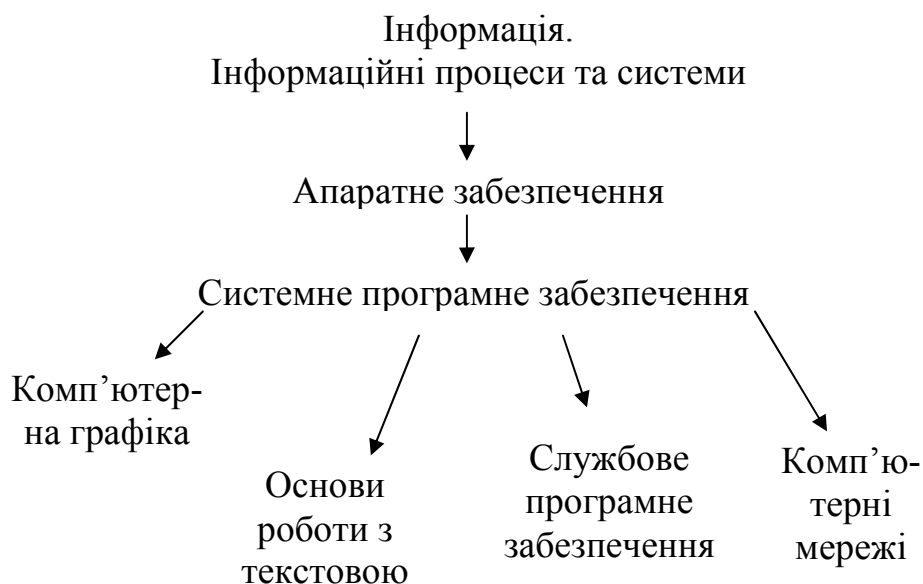 Інформація.
Інформаційні процеси та системи
Апаратне забезпечення
Системне програмне забезпечення
Комп’ютер-
на графіка
Основи
роботи з
текстовою
Службове
програмне
забезпечення
Комп’ю-
терні
мережі